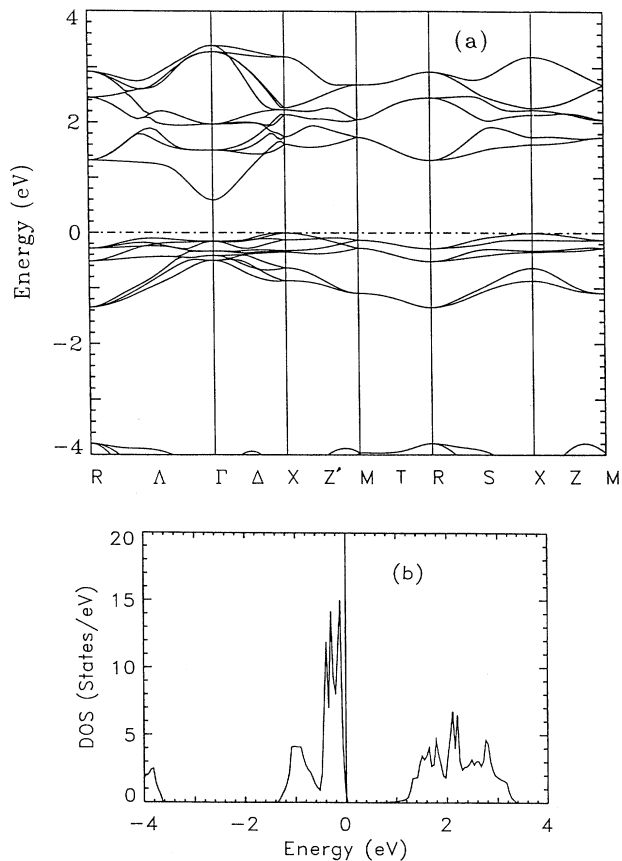 4
(a)
2
Energy (eV)
0
−2
−4
R Λ Γ Δ X Z′ M T R S X Z M
20
(b)
15
DOS (States/eV)
10
5
0
−4 −2 0 2 4
Energy (eV)